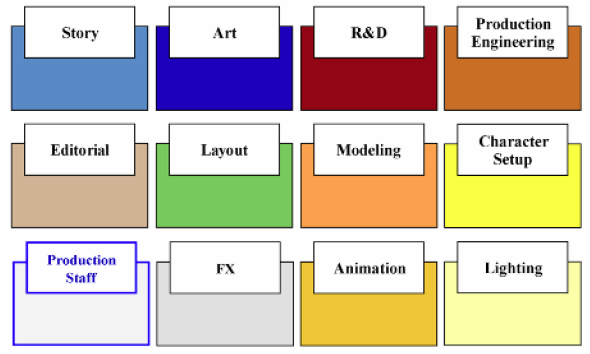 Story
Art
R&D
Production
Engineering
Editorial
Layout
Modeling
Character
Setup
Production
Staff
FX
Animation
Lighting